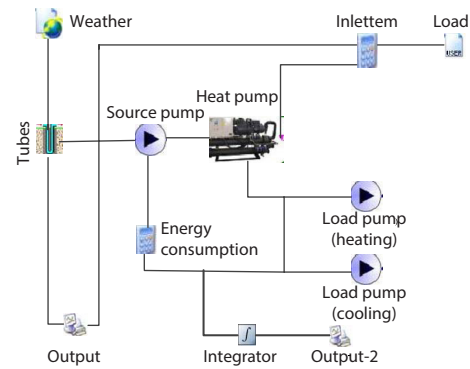 Weather
Inlettem
Load
USER
Heat pump
Source pump
Tubes
Energy
consumption
Load pump
(heating)
Load pump
(cooling)
Output
Integrator
Output-2